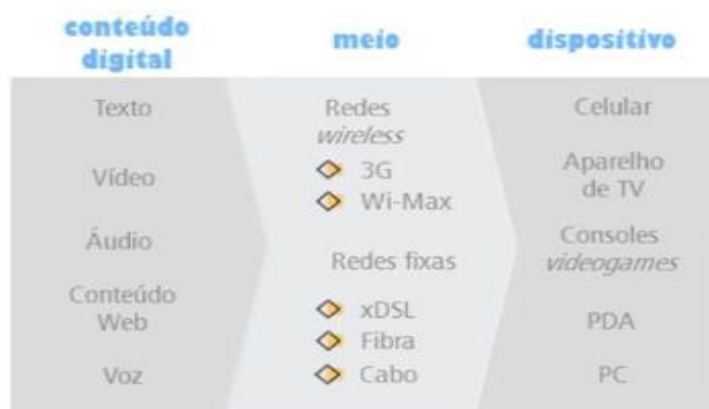 conteúdo
digital
meio
dispositivo
Texto
Vídeo
Áudio
Conteúdo
Web
Voz
Redes
wireless
3G
Wi-Max
Redes fixas
xDSL
Fibra
Cabo
Celular
Aparelho
de TV
Consoles
videogames
PDA
PC